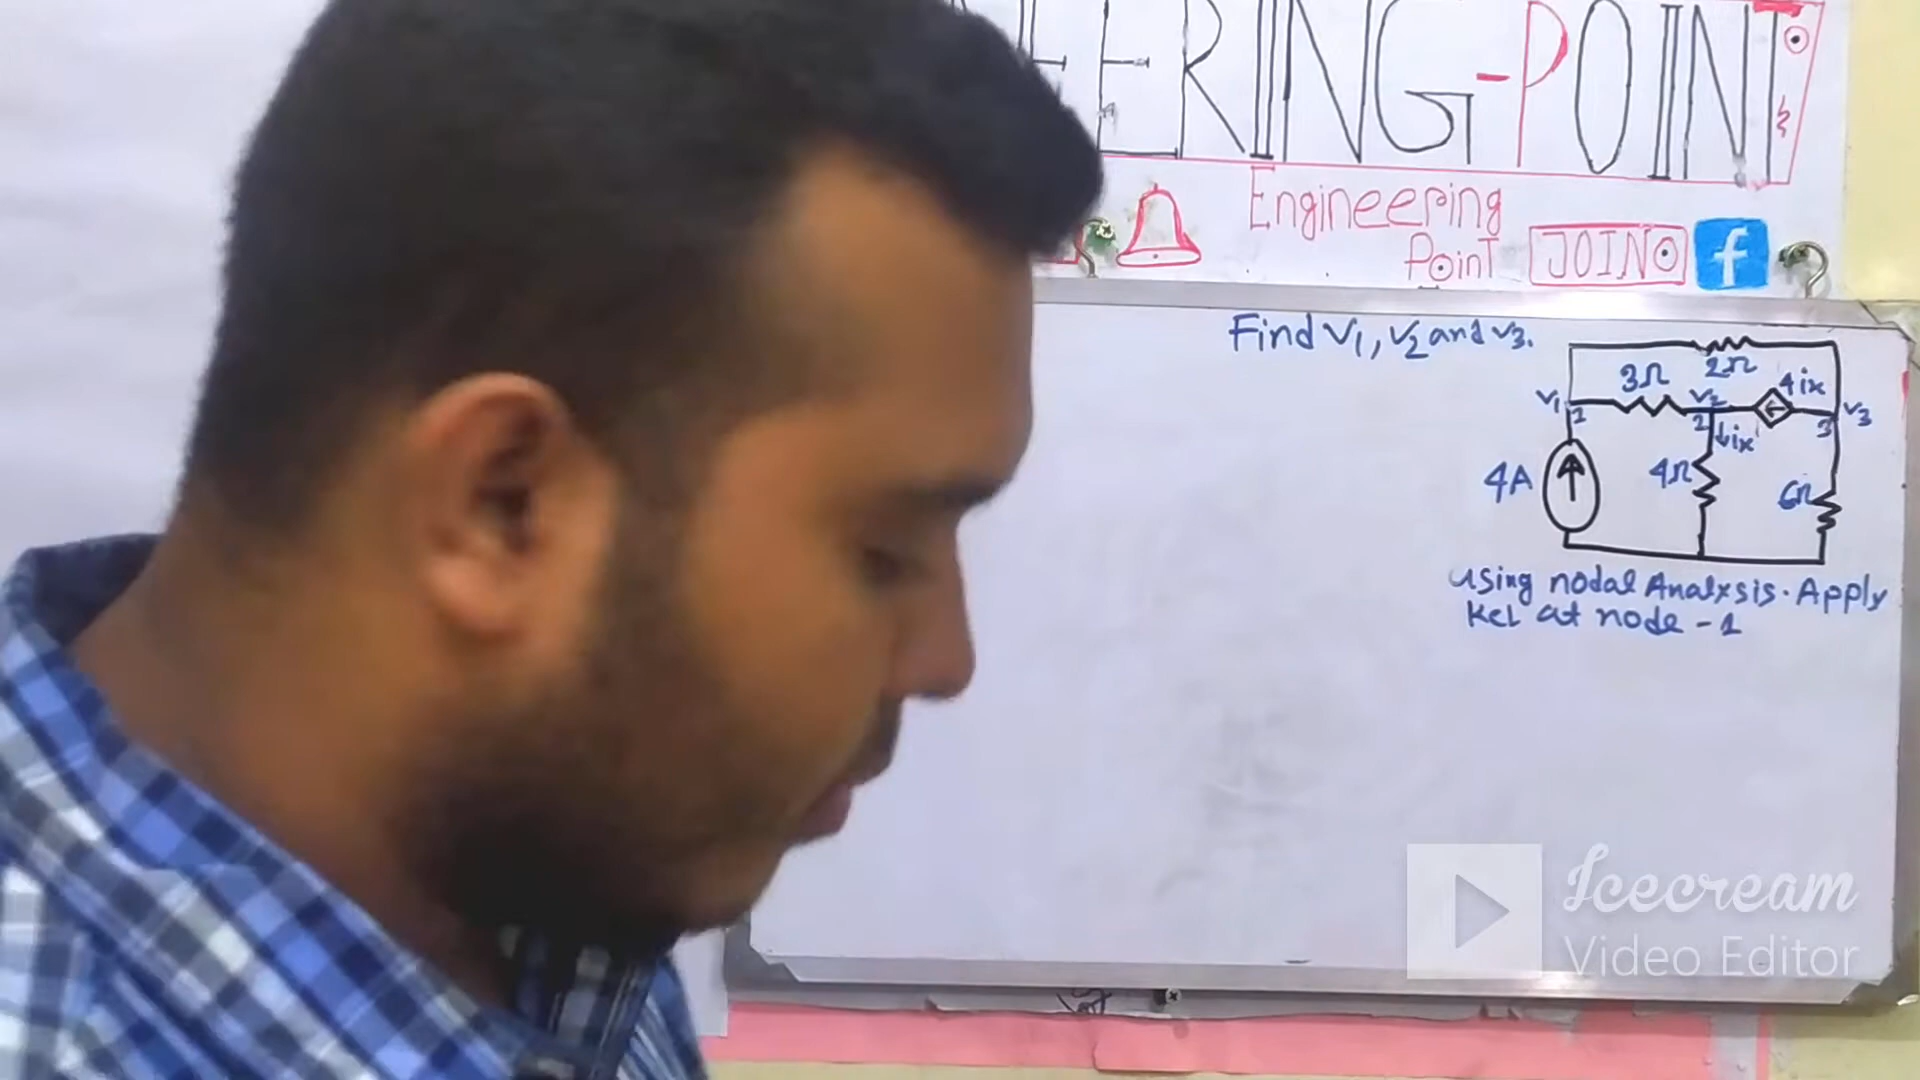 EERING-POINT
Engineering
Point JOIN f
Find V1, V2 and V3.
2Ω
3Ω
4ix
V1
V2
V3
1
2
3
↓ix
4A
4Ω
6Ω
using nodal Analysis. Apply
KCL at node -1
Icecream
Video Editor